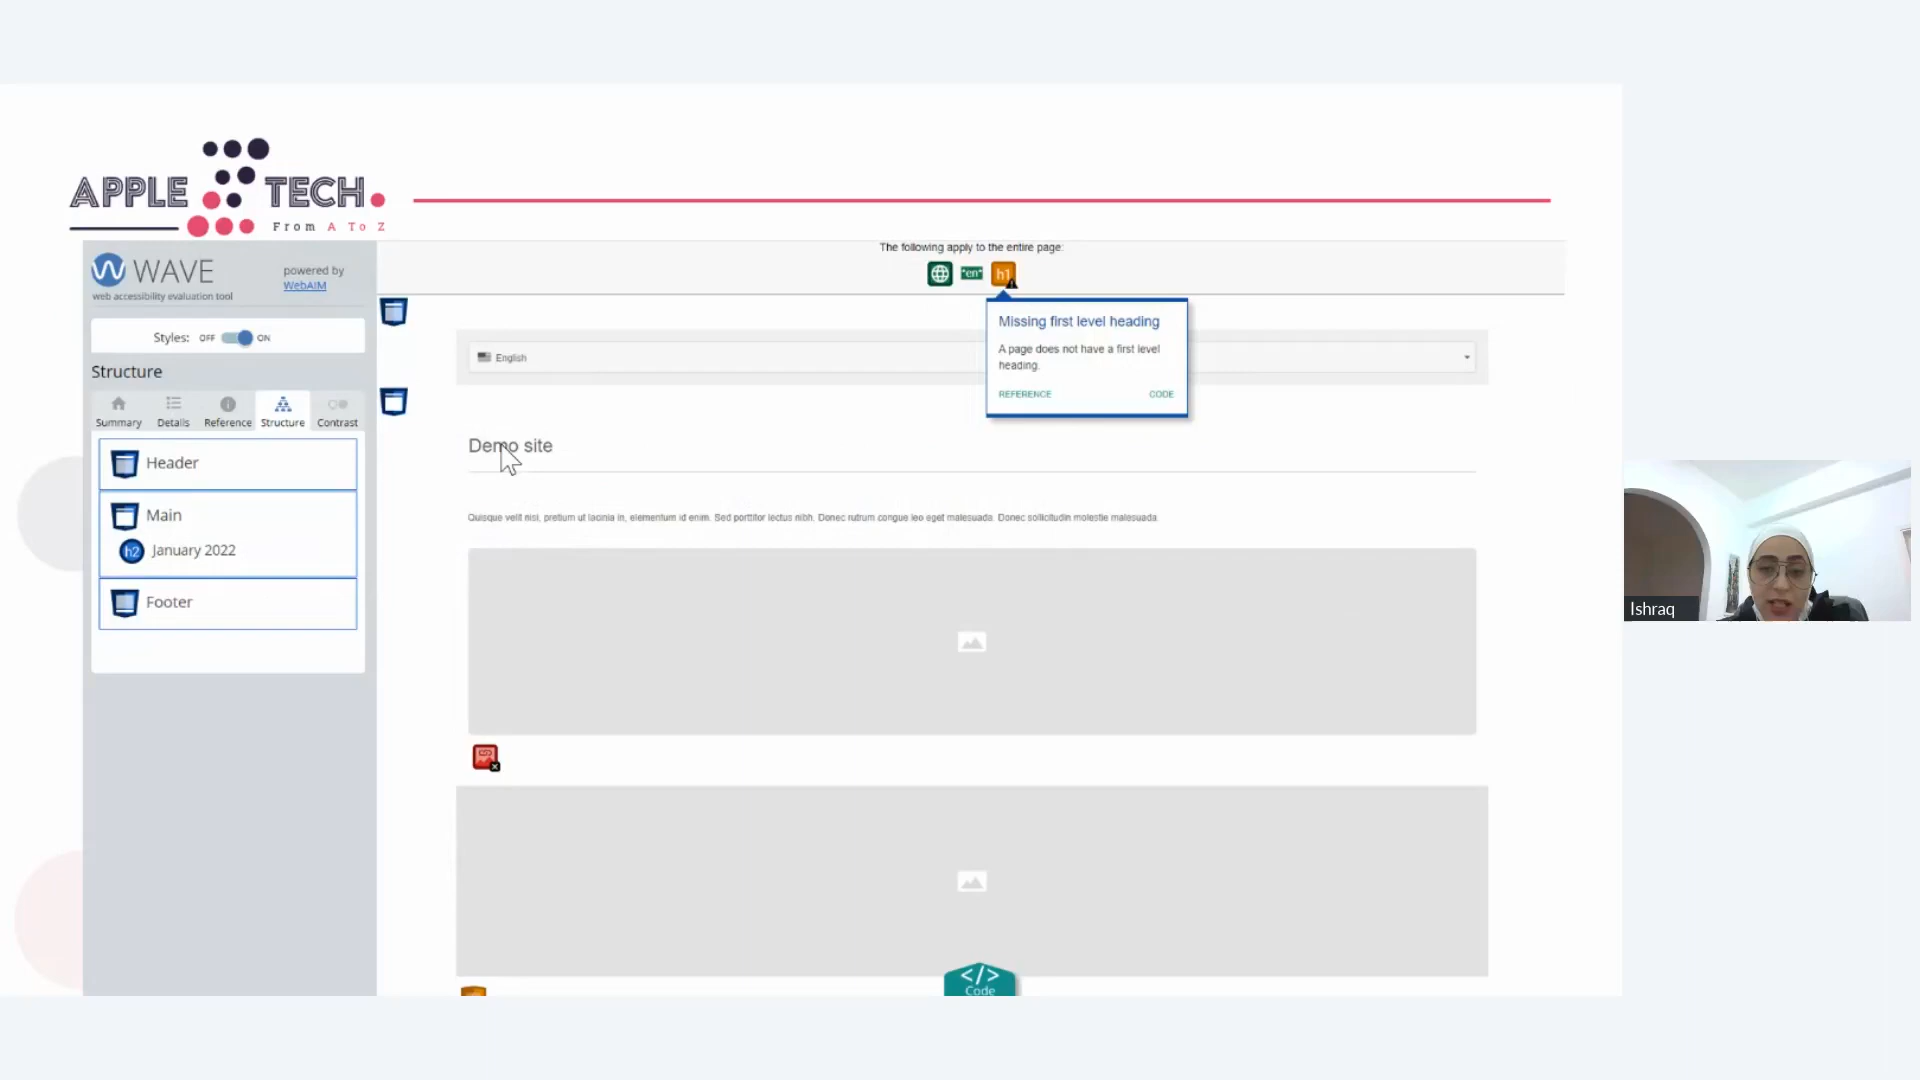 APPLE TECH.
From A To Z
WAVE
web accessibility evaluation tool
powered by
WebAIM
Styles: OFF ON
Structure
Summary Details Reference Structure Contrast
Header
Main
h2 January 2022
Footer
The following apply to the entire page:
*en* h1
Missing first level heading
A page does not have a first level
heading.
REFERENCE CODE
English
Demo site
Quisque velit nisi, pretium ut lacinia in, elementum id enim. Sed porttitor lectus nibh. Donec rutrum congue leo eget malesuada. Donec sollicitudin molestie malesuada.
</>
Code
Ishraq